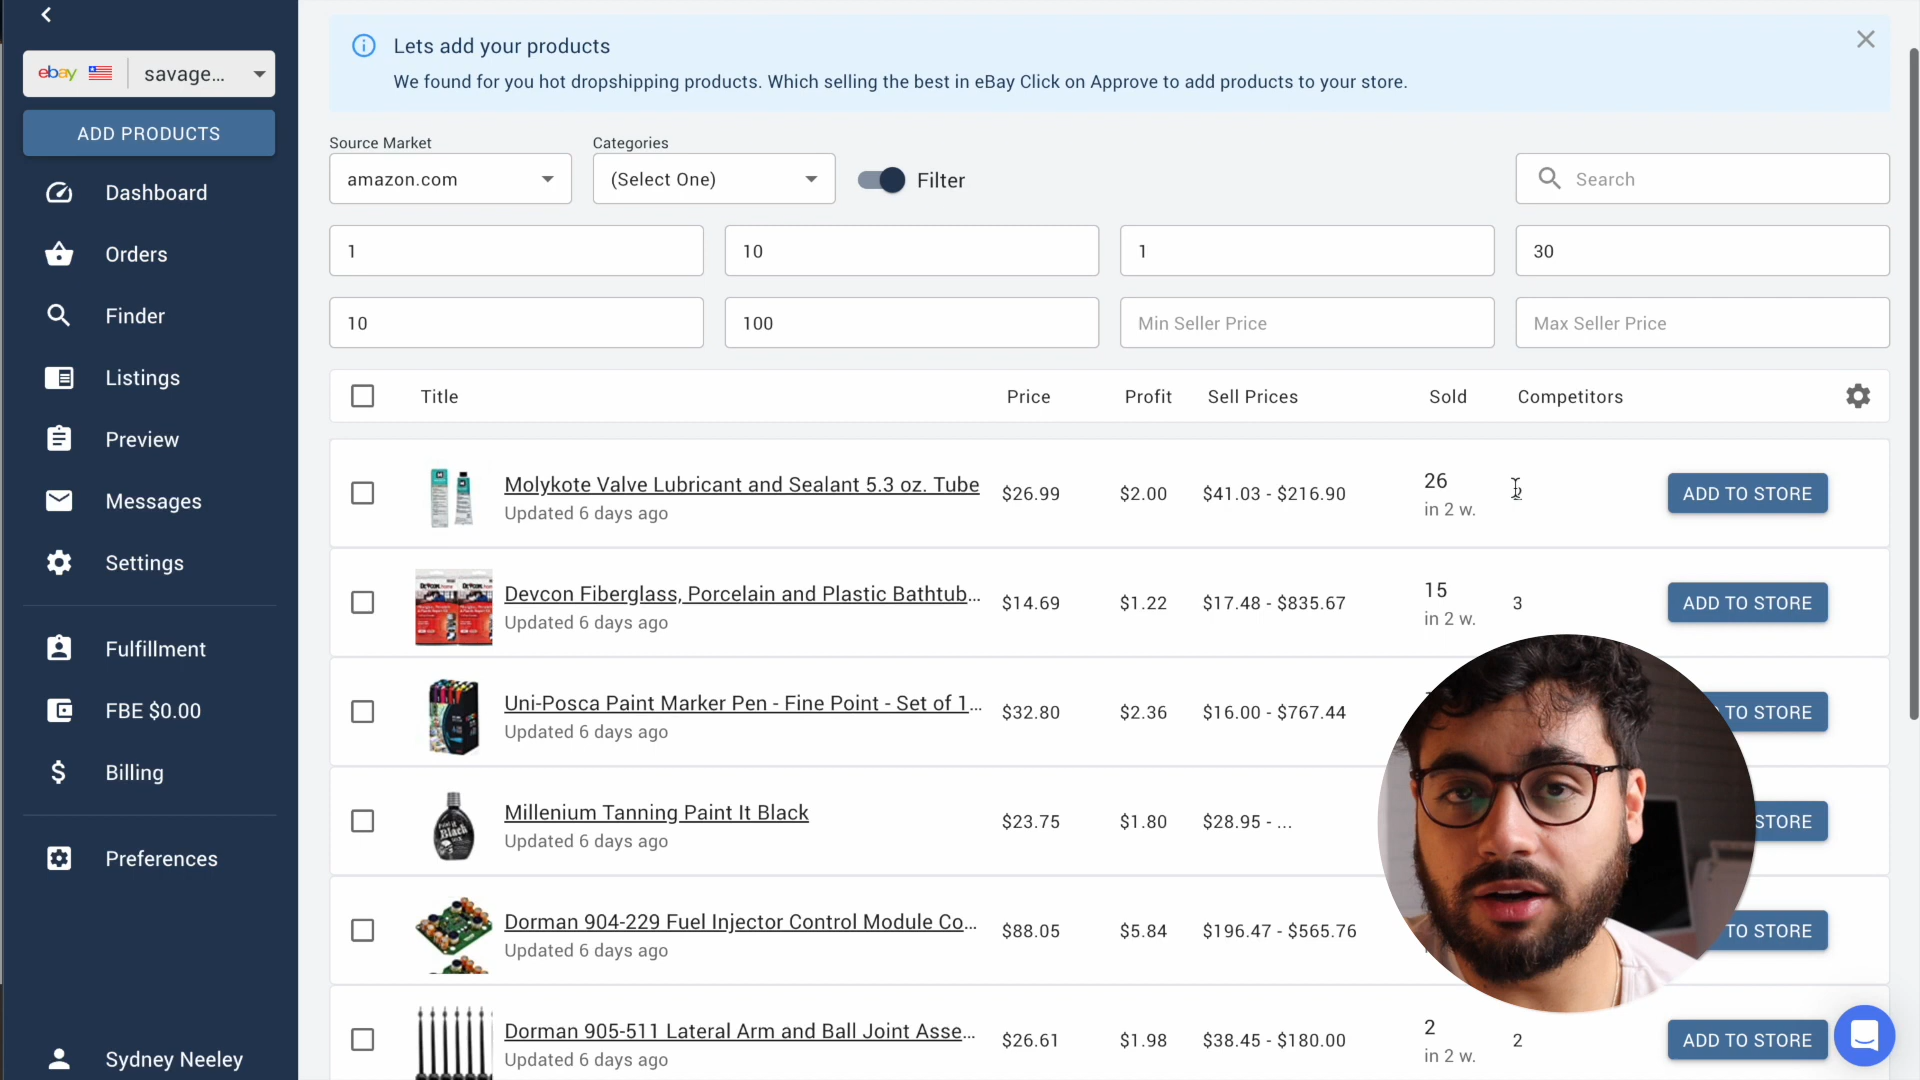 ebay savage...
ADD PRODUCTS
Dashboard
Orders
Finder
Listings
Preview
Messages
Settings
Fulfillment
FBE $0.00
Billing
Preferences
Sydney Neeley
Lets add your products
We found for you hot dropshipping products. Which selling the best in eBay Click on Approve to add products to your store.
Source Market
Categories
amazon.com
(Select One)
Filter
Search
1 10 1 30
10 100 Min Seller Price Max Seller Price
Title Price Profit Sell Prices Sold Competitors
Molykote Valve Lubricant and Sealant 5.3 oz. Tube
Updated 6 days ago
$26.99 $2.00 $41.03 - $216.90
26
in 2 w.
2
ADD TO STORE
Devcon Fiberglass, Porcelain and Plastic Bathtub...
Updated 6 days ago
$14.69 $1.22 $17.48 - $835.67
15
in 2 w.
3
ADD TO STORE
Uni-Posca Paint Marker Pen - Fine Point - Set of 1...
Updated 6 days ago
$32.80 $2.36 $16.00 - $767.44
TO STORE
Millenium Tanning Paint It Black
Updated 6 days ago
$23.75 $1.80 $28.95 - ...
STORE
Dorman 904-229 Fuel Injector Control Module Co...
Updated 6 days ago
$88.05 $5.84 $196.47 - $565.76
TO STORE
Dorman 905-511 Lateral Arm and Ball Joint Asse...
Updated 6 days ago
$26.61 $1.98 $38.45 - $180.00
2
in 2 w.
2
ADD TO STORE